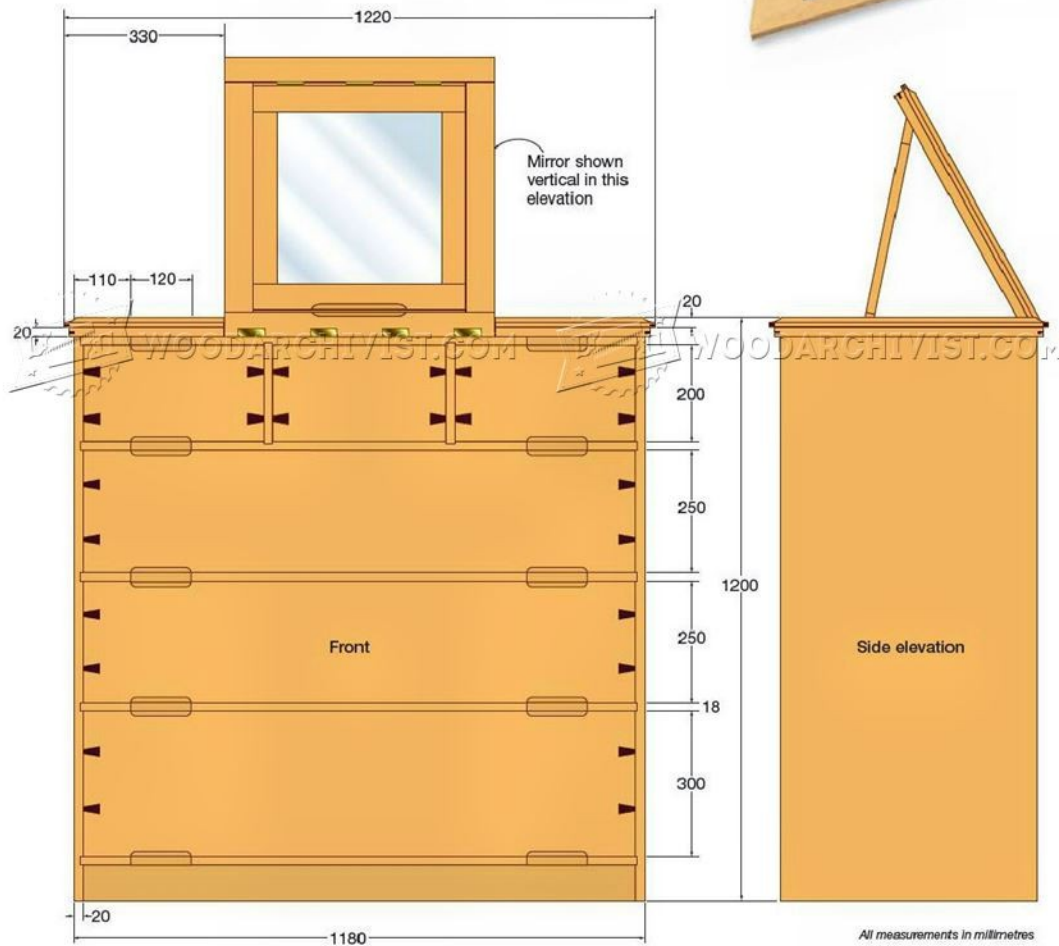 1220
330
Mirror shown
vertical in this
elevation
110 120
20
20
WOODARCHIVIST.COM WOODARCHIVIST.COM
200
250
1200
250
Front
Side elevation
18
300
20
1180
All measurements in millimetres